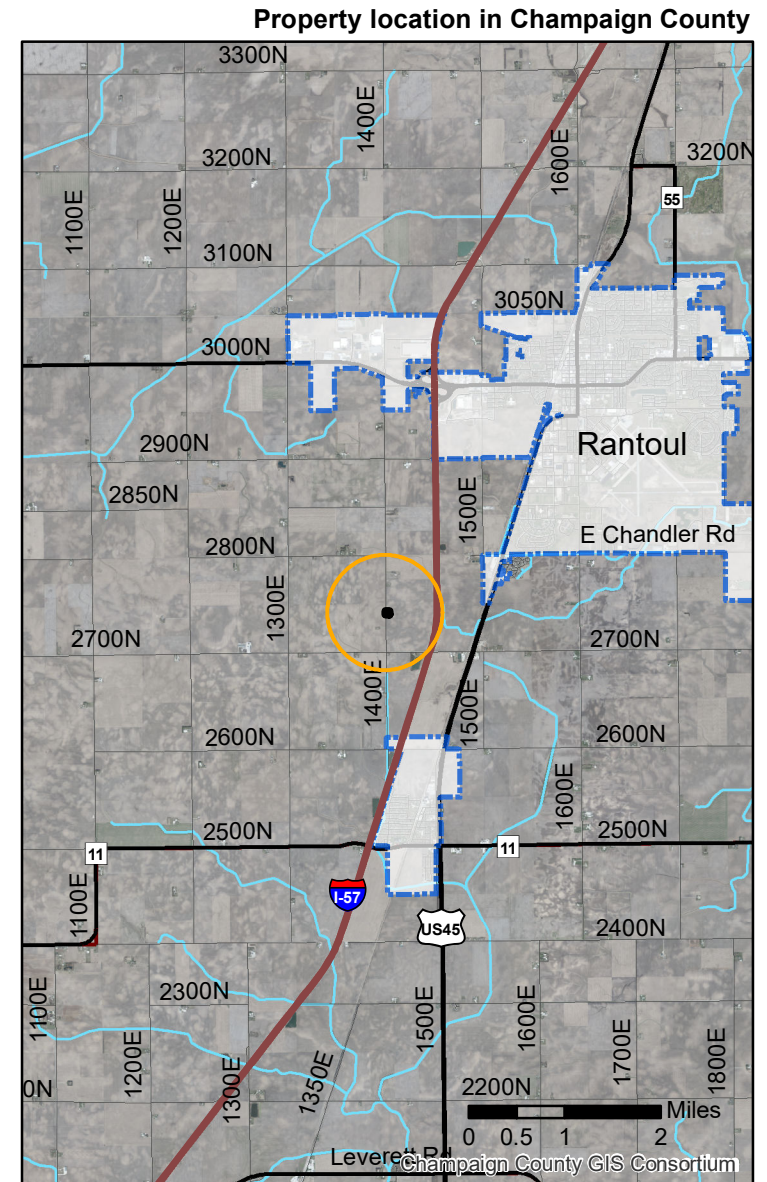 Property location in Champaign County
3300N
1400E
1600E
3200N
3200N
55
1100E
1200E
3100N
3050N
3000N
2900N
Rantoul
2850N
1500E
E Chandler Rd
2800N
1300E
2700N
2700N
1400E
1500E
2600N
2600N
1600E
2500N
2500N
11
11
1100E
I-57
US45
2400N
2300N
1100E
1200E
1300E
1350E
1500E
1600E
1700E
1800E
0N
2200N
Miles
0 0.5 1 2
Leverett Rd
Champaign County GIS Consortium